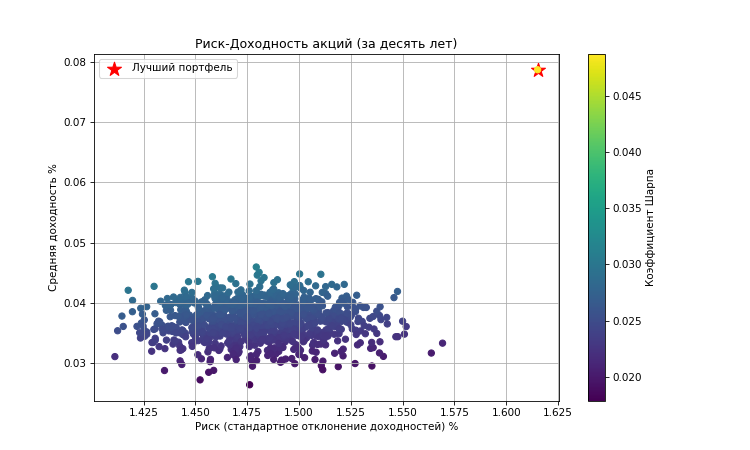 Риск-Доходность акций (за десять лет)
Лучший портфель
0.08
0.07
0.06
0.05
0.04
0.03
Средняя доходность %
1.425 1.450 1.475 1.500 1.525 1.550 1.575 1.600 1.625
Риск (стандартное отклонение доходностей) %
0.045
0.040
0.035
0.030
0.025
0.020
Коэффициент Шарпа